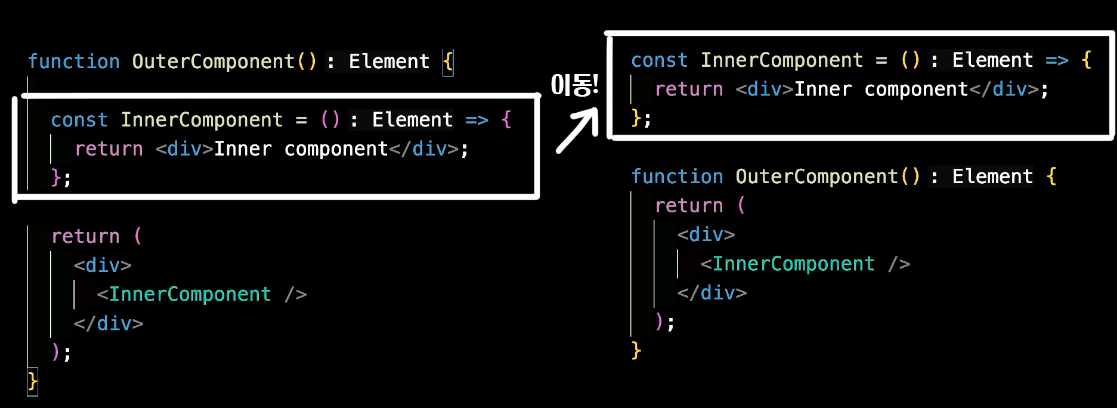 function OuterComponent(): Element {
const InnerComponent = (): Element => {
return <div>Inner component</div>;
};
return (
<div>
<InnerComponent />
</div>
);
}
이동!
const InnerComponent = (): Element => {
return <div>Inner component</div>;
};
function OuterComponent(): Element {
return (
<div>
<InnerComponent />
</div>
);
}